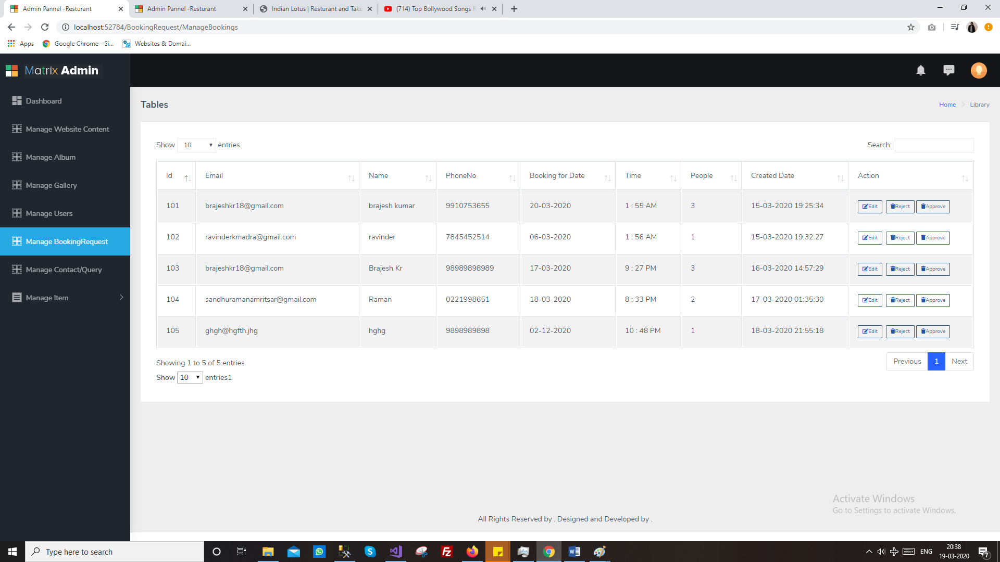 Admin Pannel -Resturant
Admin Pannel -Resturant
Indian Lotus | Resturant and Take
(714) Top Bollywood Songs
localhost:52784/BookingRequest/ManageBookings
Apps
Google Chrome - Si...
Websites & Domai...
Matrix Admin
Dashboard
Manage Website Content
Manage Album
Manage Gallery
Manage Users
Manage BookingRequest
Manage Contact/Query
Manage Item
Tables
Home
Library
Show 10 entries
Search:
Id Email Name PhoneNo Booking for Date Time People Created Date Action
101 brajeshkr18@gmail.com brajesh kumar 9910753655 20-03-2020 1 : 55 AM 3 15-03-2020 19:25:34 Edit Reject Approve
102 ravinderkmadra@gmail.com ravinder 7845452514 06-03-2020 1 : 56 AM 1 15-03-2020 19:32:27 Edit Reject Approve
103 brajeshkr18@gmail.com Brajesh Kr 98989898989 17-03-2020 9 : 27 PM 3 16-03-2020 14:57:29 Edit Reject Approve
104 sandhuramanamritsar@gmail.com Raman 0221998651 18-03-2020 8 : 33 PM 2 17-03-2020 01:35:30 Edit Reject Approve
105 ghgh@hgfth.jhg hghg 9898989898 02-12-2020 10 : 48 PM 1 18-03-2020 21:55:18 Edit Reject Approve
Showing 1 to 5 of 5 entries
Previous 1 Next
Show 10 entries1
Activate Windows
Go to Settings to activate Windows.
All Rights Reserved by . Designed and Developed by .
Type here to search
ENG
20:38
19-03-2020
7